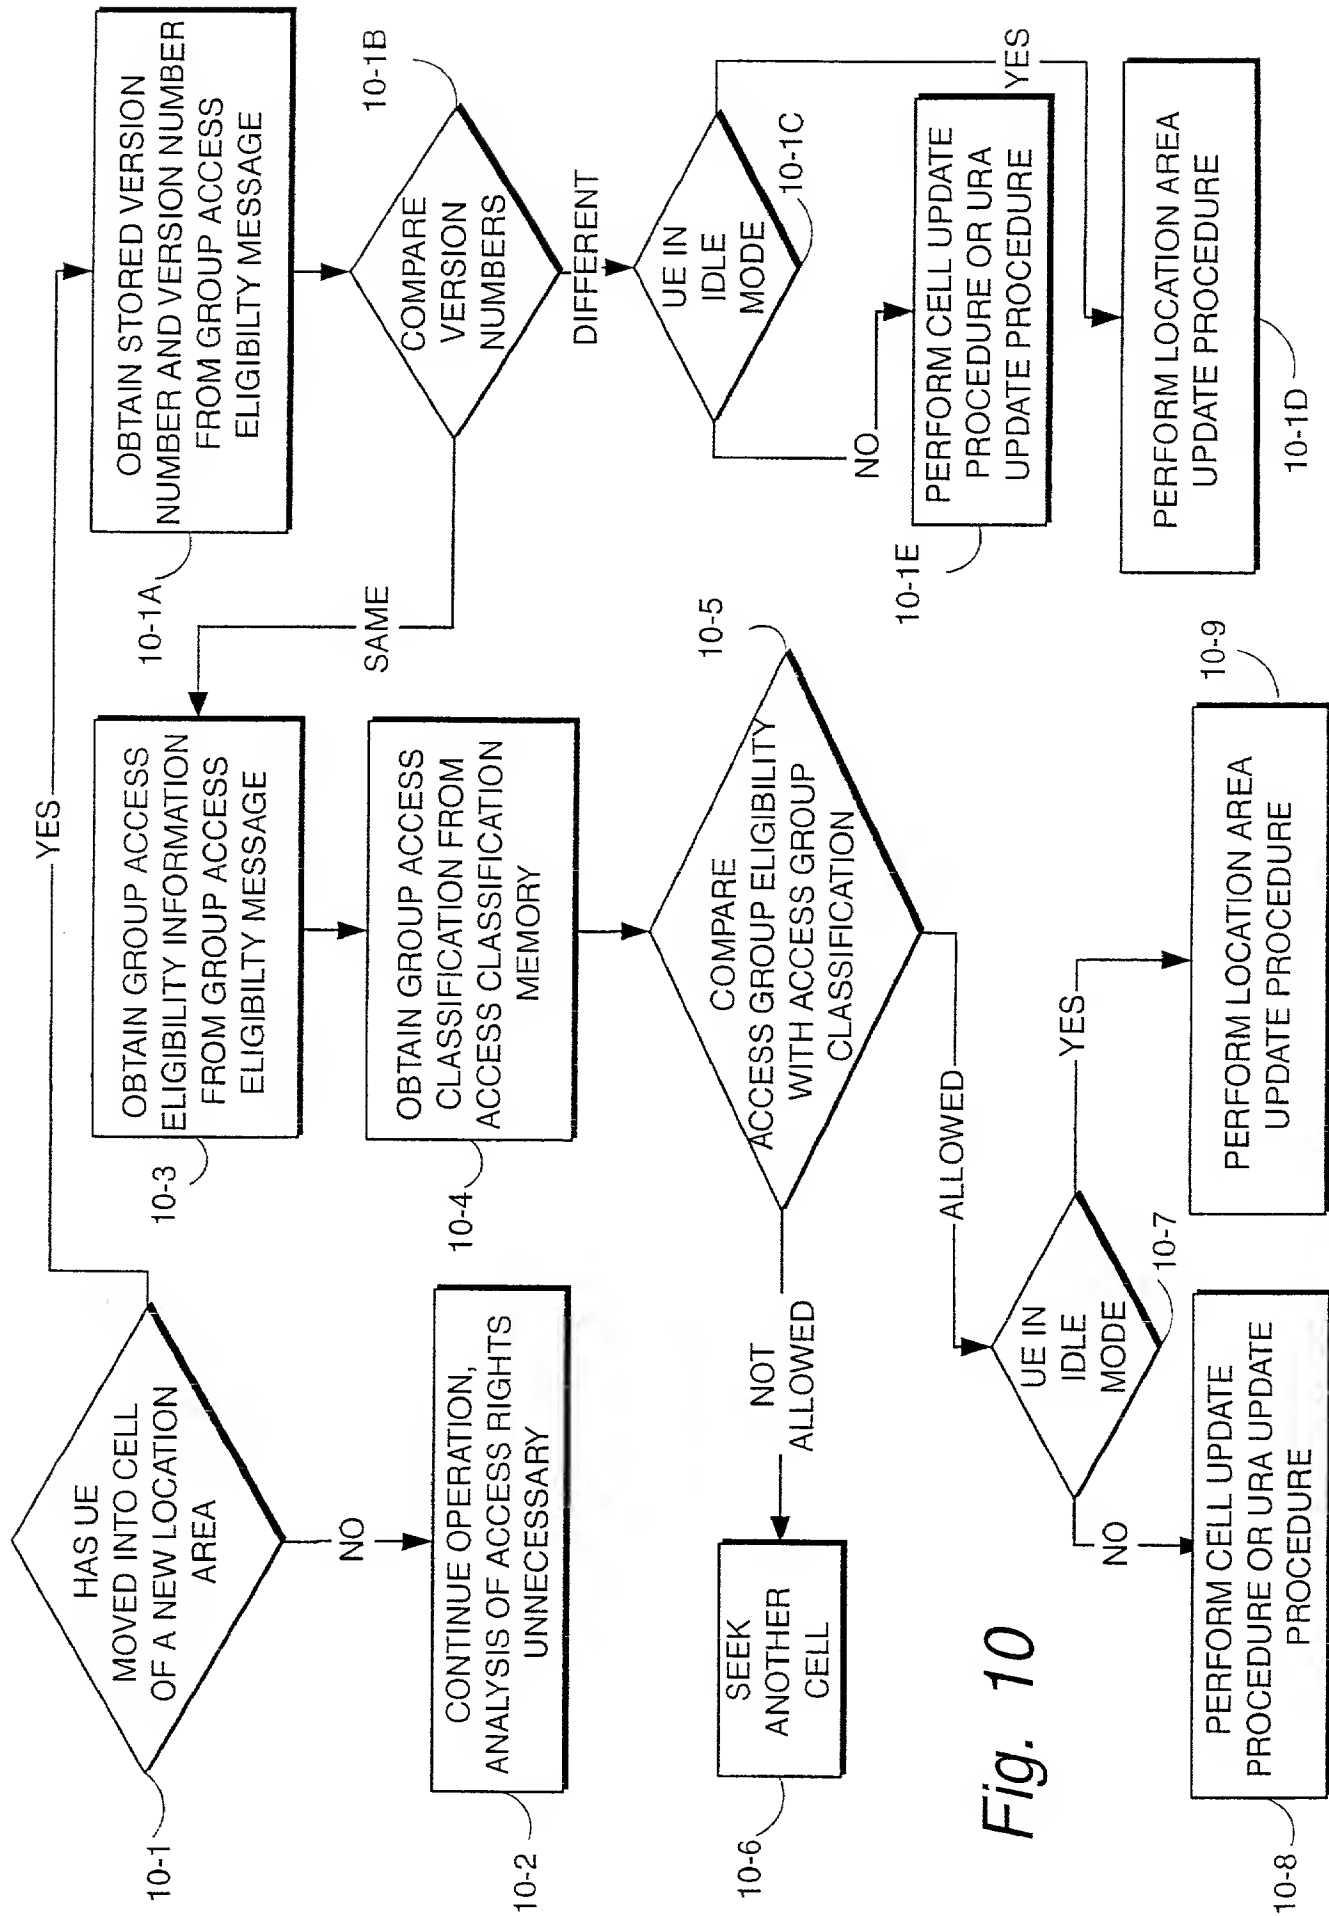 HAS UE
MOVED INTO CELL
OF A NEW LOCATION
AREA
10-1
YES
NO
CONTINUE OPERATION,
ANALYSIS OF ACCESS RIGHTS
UNNECESSARY
10-2
OBTAIN STORED VERSION
NUMBER AND VERSION NUMBER
FROM GROUP ACCESS
ELIGIBILTY MESSAGE
10-1A
COMPARE
VERSION
NUMBERS
10-1B
SAME
DIFFERENT
UE IN
IDLE
MODE
10-1C
YES
NO
PERFORM CELL UPDATE
PROCEDURE OR URA
UPDATE PROCEDURE
10-1E
PERFORM LOCATION AREA
UPDATE PROCEDURE
10-1D
OBTAIN GROUP ACCESS
ELIGIBILITY INFORMATION
FROM GROUP ACCESS
ELIGIBILTY MESSAGE
10-3
OBTAIN GROUP ACCESS
CLASSIFICATION FROM
ACCESS CLASSIFICATION
MEMORY
10-4
COMPARE
ACCESS GROUP ELIGIBILITY
WITH ACCESS GROUP
CLASSIFICATION
10-5
NOT
ALLOWED
ALLOWED
SEEK
ANOTHER
CELL
10-6
UE IN
IDLE
MODE
10-7
YES
NO
PERFORM CELL UPDATE
PROCEDURE OR URA UPDATE
PROCEDURE
10-8
PERFORM LOCATION AREA
UPDATE PROCEDURE
10-9
Fig. 10